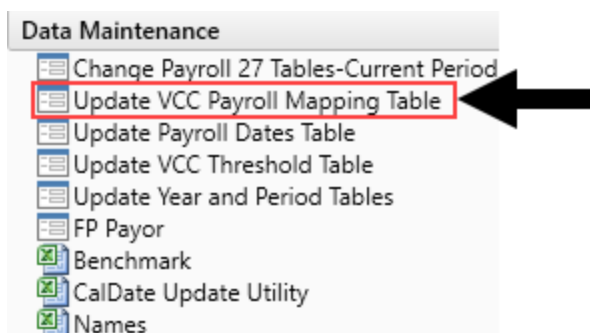 Data Maintenance
Change Payroll 27 Tables-Current Period
Update VCC Payroll Mapping Table
Update Payroll Dates Table
Update VCC Threshold Table
Update Year and Period Tables
FP Payor
Benchmark
CalDate Update Utility
Names